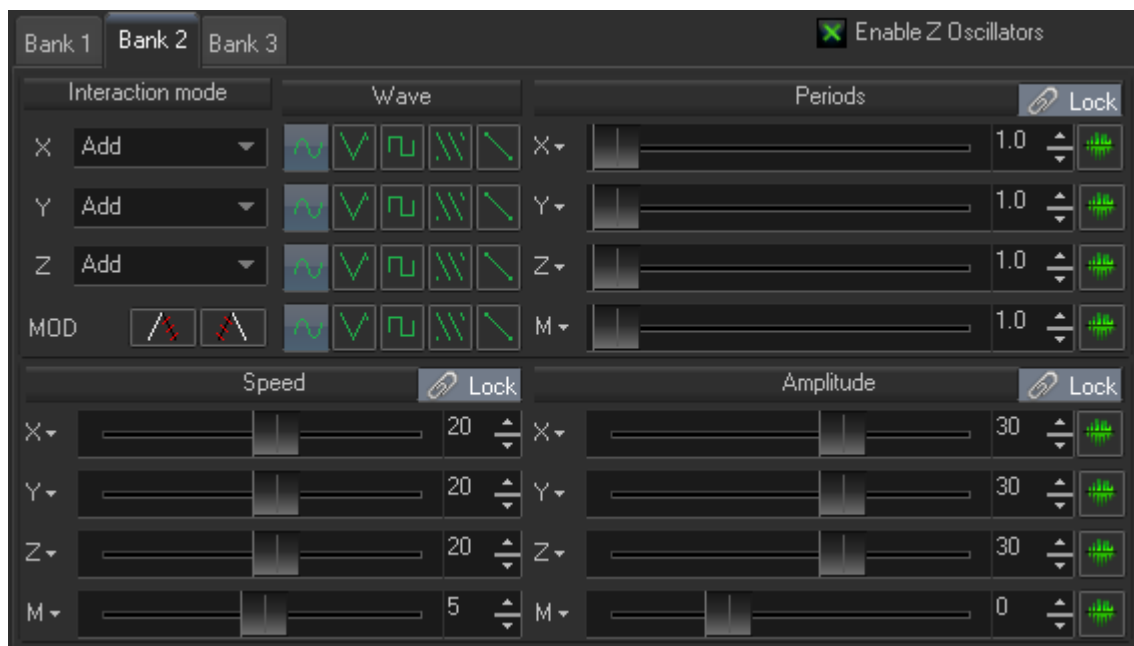 Bank 1 Bank 2 Bank 3 Enable Z Oscillators
Interaction mode Wave Periods Lock
X Add X 1.0
Y Add Y 1.0
Z Add Z 1.0
MOD M 1.0
Speed Lock Amplitude Lock
X 20 X 30
Y 20 Y 30
Z 20 Z 30
M 5 M 0